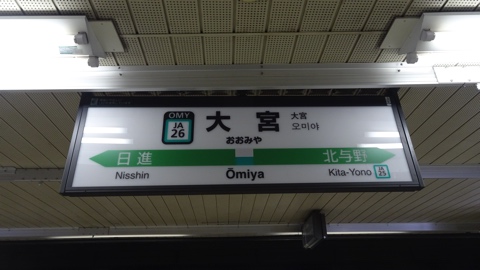 OMY
JA
26
大宮
大宮
오미야
おおみや
日進
北与野
Nisshin
Ōmiya
Kita-Yono
JA
25